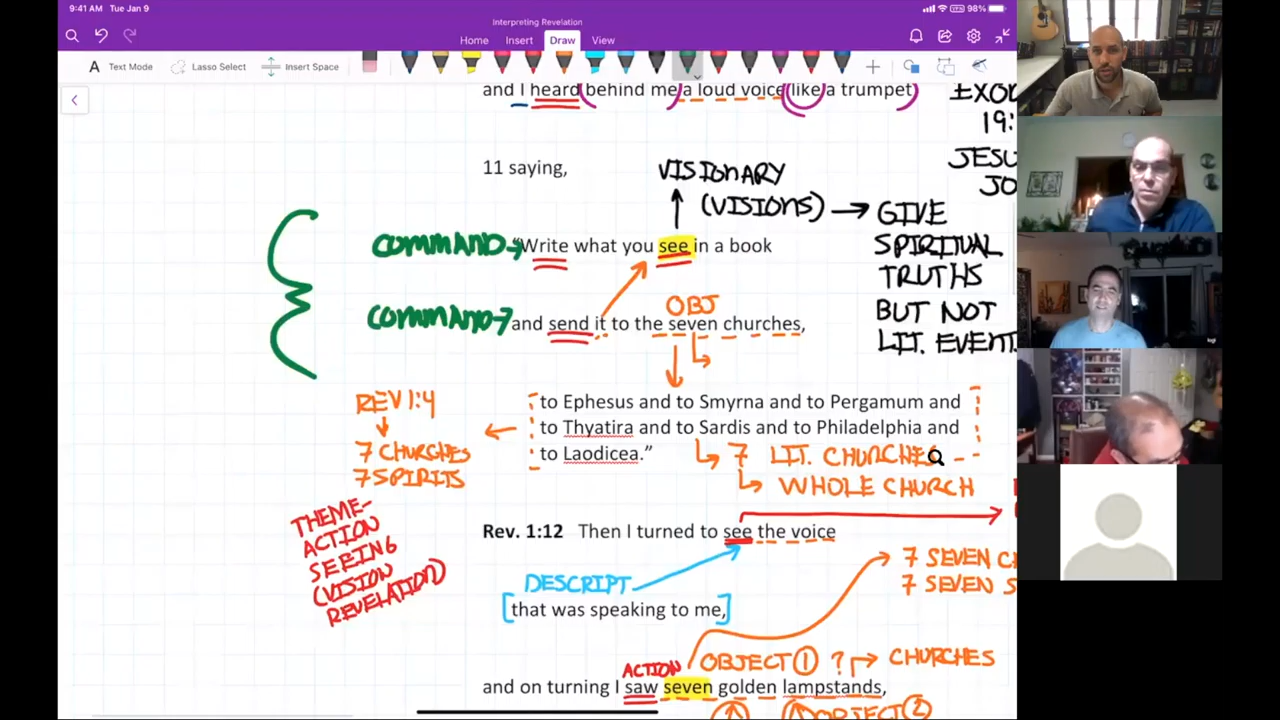 9:41 AM Tue Jan 9
98%
Interpreting Revelation
Home Insert Draw View
Text Mode Lasso Select Insert Space
and I heard behind me a loud voice like a trumpet
EXOD
19:
JESU
JO
11 saying,
VISIONARY
(VISIONS) → GIVE
SPIRITUAL
TRUTHS
BUT NOT
LIT. EVENT
COMMAND → “Write what you see in a book
OBJ
COMMAND → and send it to the seven churches,
REV 1:4
7 CHURCHES
7 SPIRITS
to Ephesus and to Smyrna and to Pergamum and
to Thyatira and to Sardis and to Philadelphia and
to Laodicea.”
7 LIT. CHURCHES
WHOLE CHURCH
THEME-
ACTION
SEEING
(VISION
REVELATION)
Rev. 1:12 Then I turned to see the voice
DESCRIPT
[that was speaking to me,]
7 SEVEN C
7 SEVEN S
ACTION OBJECT 1 ? → CHURCHES
and on turning I saw seven golden lampstands,
OBJECT 2